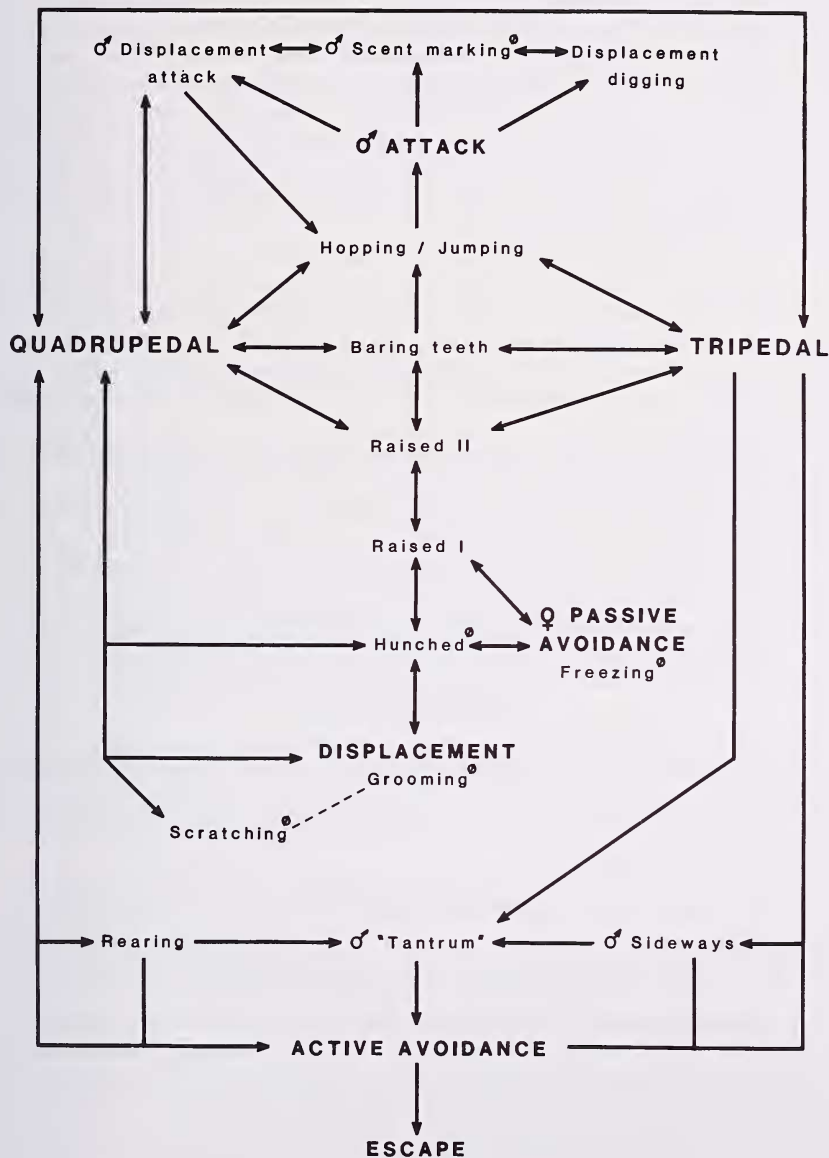 ♂ Displacement attack ♂ Scent marking ø Displacement digging
♂ ATTACK
Hopping / Jumping
QUADRUPEDAL Baring teeth TRIPEDAL
Raised II
Raised I
♀ PASSIVE AVOIDANCE
Hunched ø
Freezing ø
DISPLACEMENT
Grooming ø
Scratching ø
Rearing ♂ "Tantrum" ♂ Sideways
ACTIVE AVOIDANCE
ESCAPE